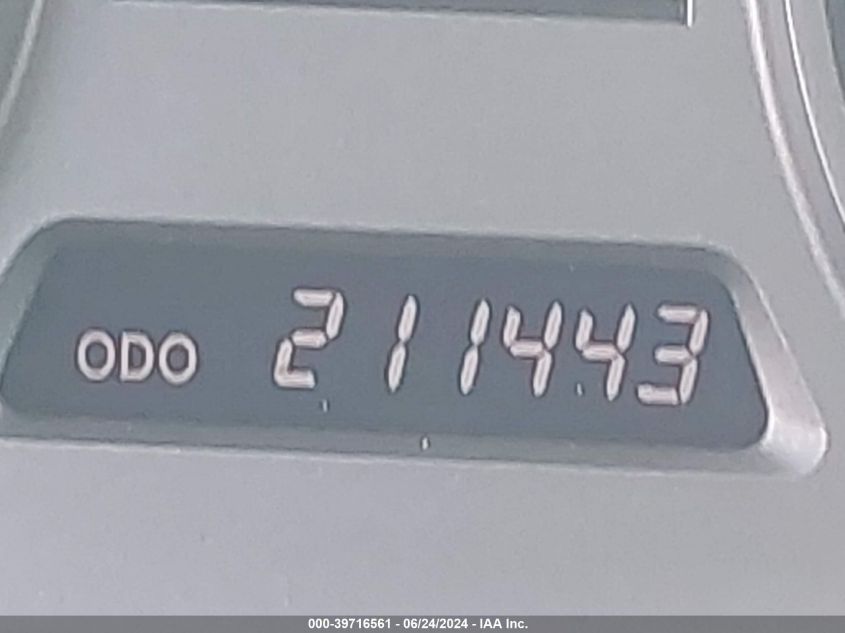 ODO 211443
000-39716561 - 06/24/2024 - IAA Inc.